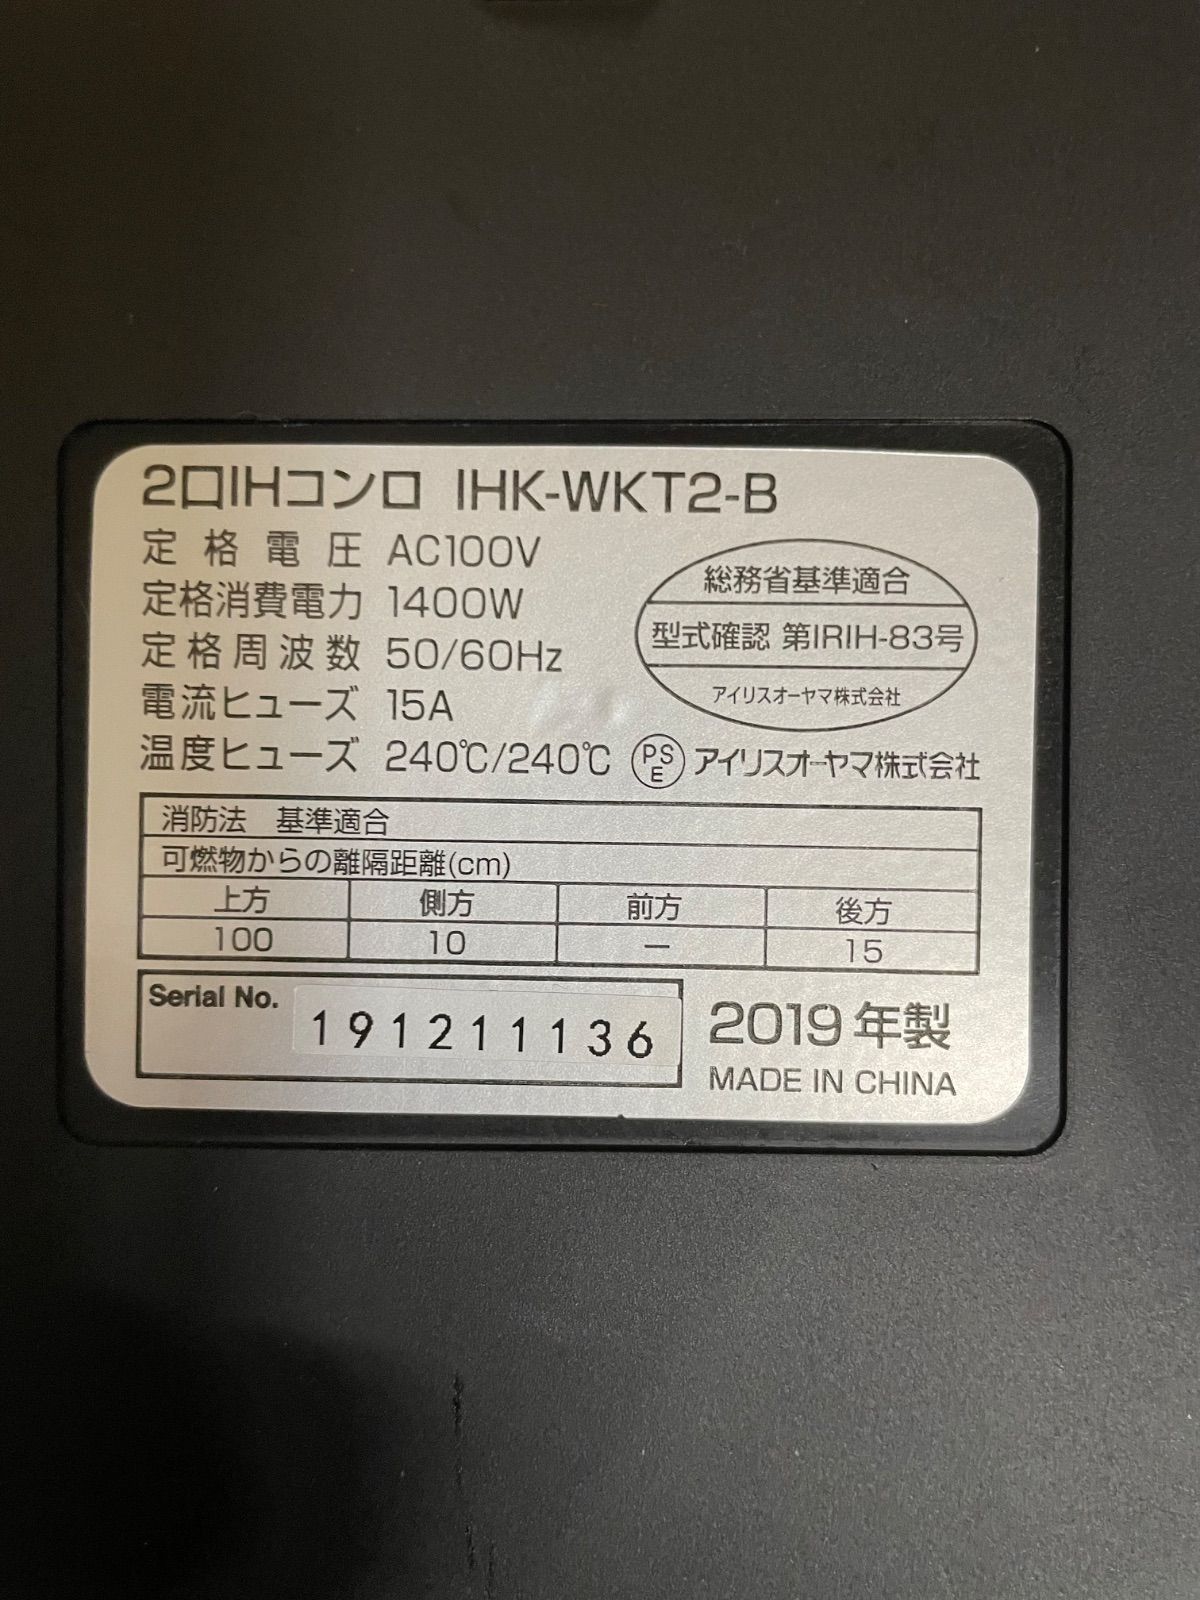 2口IHコンロ IHK-WKT2-B
定格電圧 AC100V
定格消費電力 1400W
定格周波数 50/60Hz
電流ヒューズ 15A
温度ヒューズ 240℃/240℃
総務省基準適合
型式確認 第IRIH-83号
アイリスオーヤマ株式会社
PSE アイリスオーヤマ株式会社
消防法 基準適合
可燃物からの離隔距離(cm)
上方 側方 前方 後方
100 10 － 15
Serial No. 191211136
2019年製
MADE IN CHINA